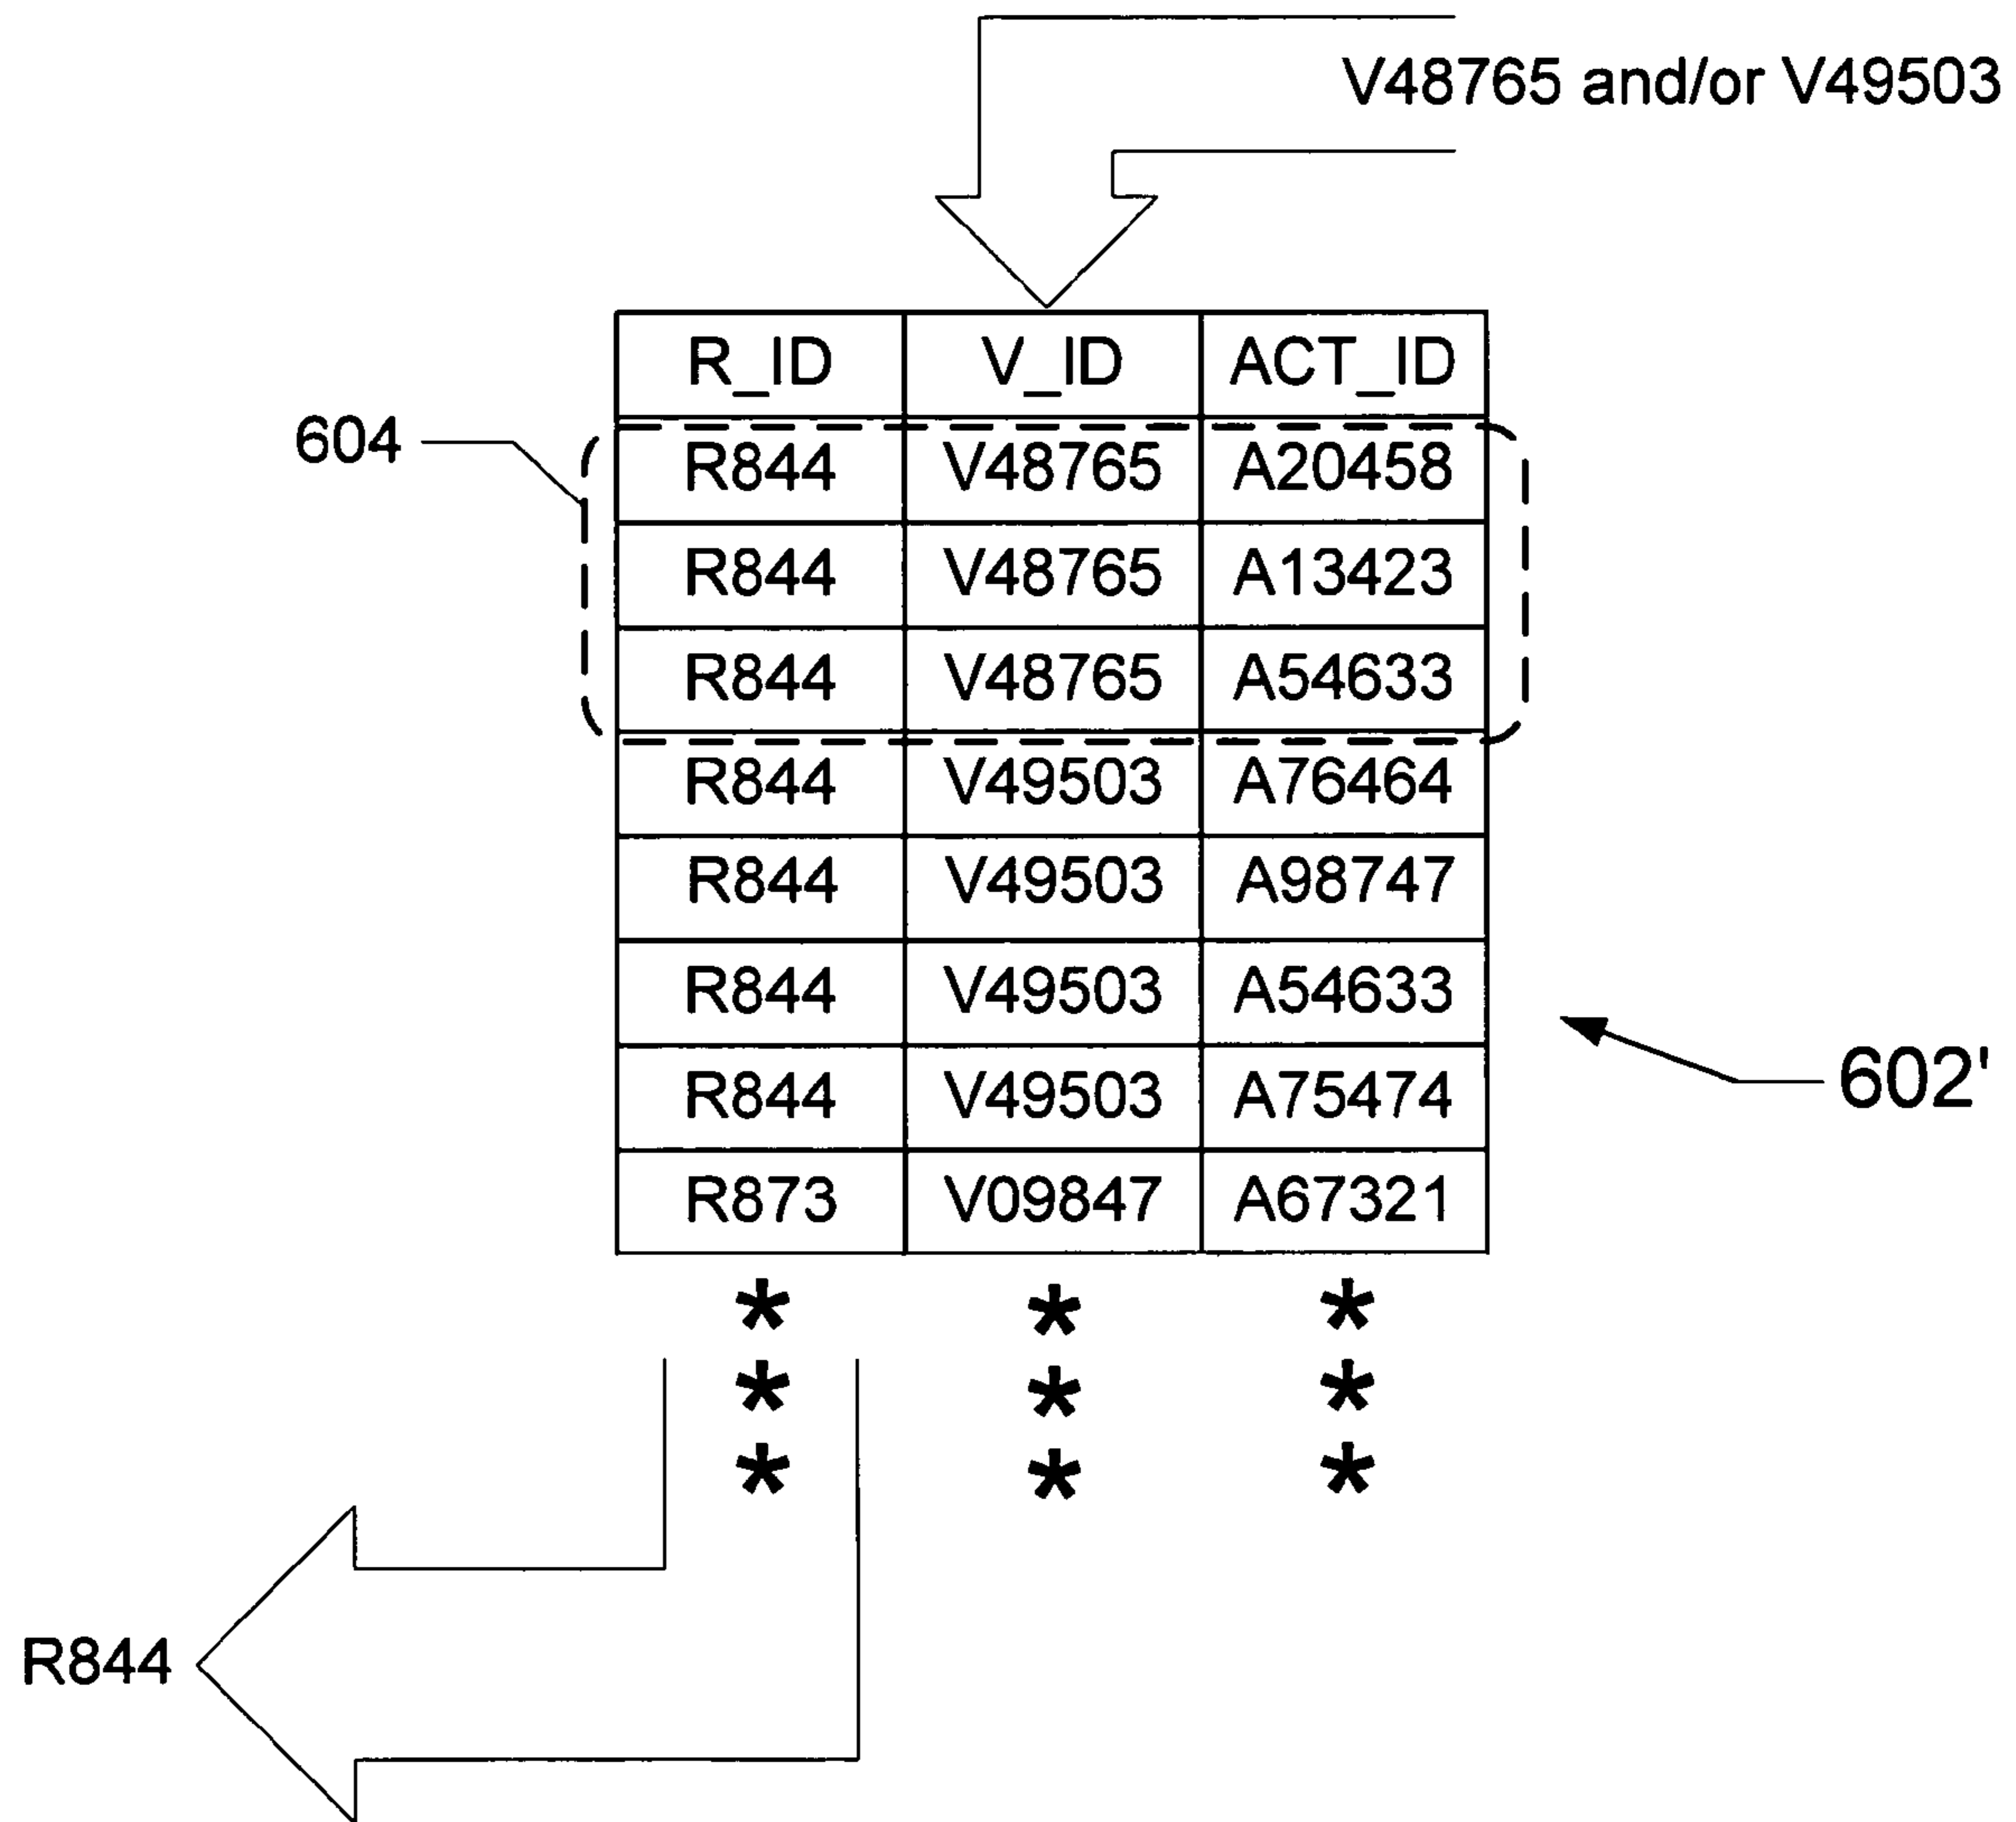 V48765 and/or V49503
R_ID V_ID ACT_ID
604
R844 V48765 A20458
R844 V48765 A13423
R844 V48765 A54633
R844 V49503 A76464
R844 V49503 A98747
R844 V49503 A54633
602'
R844 V49503 A75474
R873 V09847 A67321
* * *
* * *
* * *
R844